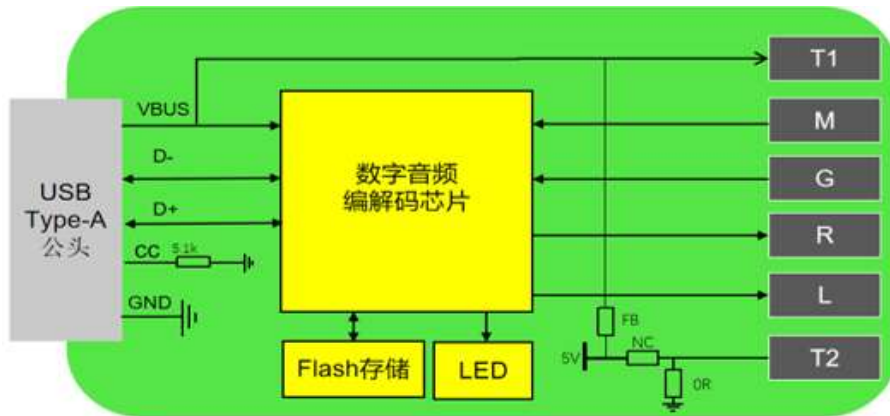 T1
VBUS
M
D-
数字音频
编解码芯片
G
USB
Type-A
公头
D+
R
CC
5.1k
L
GND
FB
NC
5V
T2
Flash存储
LED
0R